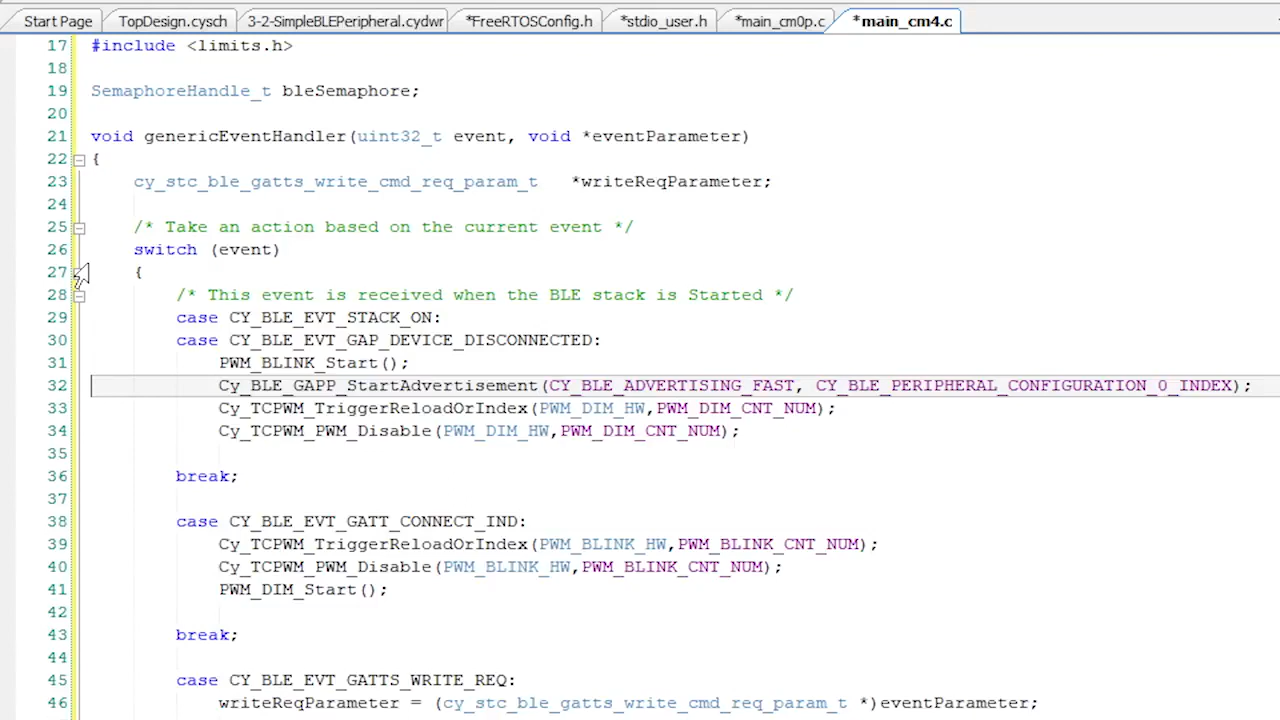 Start Page TopDesign.cysch 3-2-SimpleBLEPeripheral.cydwr *FreeRTOSConfig.h *stdio_user.h *main_cm0p.c *main_cm4.c
17 #include <limits.h>
18
19 SemaphoreHandle_t bleSemaphore;
20
21 void genericEventHandler(uint32_t event, void *eventParameter)
22 {
23     cy_stc_ble_gatts_write_cmd_req_param_t   *writeReqParameter;
24
25     /* Take an action based on the current event */
26     switch (event)
27     {
28         /* This event is received when the BLE stack is Started */
29         case CY_BLE_EVT_STACK_ON:
30         case CY_BLE_EVT_GAP_DEVICE_DISCONNECTED:
31             PWM_BLINK_Start();
32             Cy_BLE_GAPP_StartAdvertisement(CY_BLE_ADVERTISING_FAST, CY_BLE_PERIPHERAL_CONFIGURATION_0_INDEX);
33             Cy_TCPWM_TriggerReloadOrIndex(PWM_DIM_HW,PWM_DIM_CNT_NUM);
34             Cy_TCPWM_PWM_Disable(PWM_DIM_HW,PWM_DIM_CNT_NUM);
35
36         break;
37
38         case CY_BLE_EVT_GATT_CONNECT_IND:
39             Cy_TCPWM_TriggerReloadOrIndex(PWM_BLINK_HW,PWM_BLINK_CNT_NUM);
40             Cy_TCPWM_PWM_Disable(PWM_BLINK_HW,PWM_BLINK_CNT_NUM);
41             PWM_DIM_Start();
42
43         break;
44
45         case CY_BLE_EVT_GATTS_WRITE_REQ:
46             writeReqParameter = (cy_stc_ble_gatts_write_cmd_req_param_t *)eventParameter;